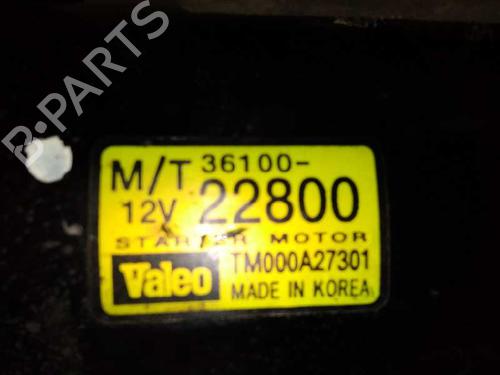 B-PARTS
M/T 36100-
12V 22800
STARTER MOTOR
Valeo TM000A27301
MADE IN KOREA